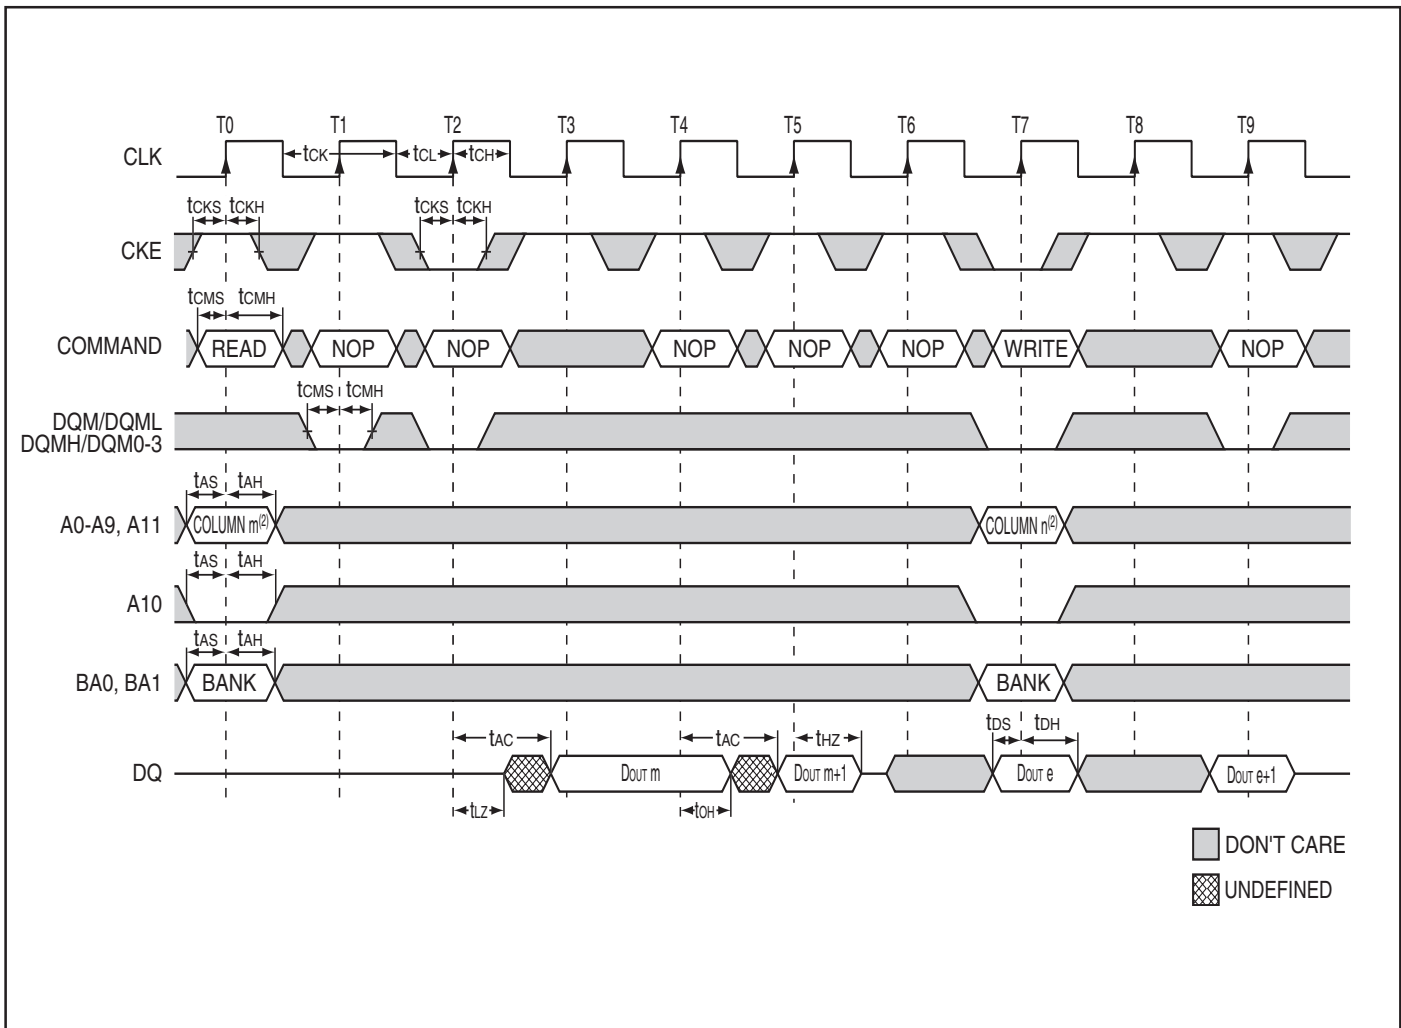 T0 T1 T2 T3 T4 T5 T6 T7 T8 T9
CLK tCK tCL tCH
tCKS tCKH tCKS tCKH
CKE
tCMS tCMH
COMMAND READ NOP NOP NOP NOP NOP WRITE NOP
tCMS tCMH
DQM/DQML
DQMH/DQM0-3
tAS tAH
A0-A9, A11 COLUMN m(2) COLUMN n(2)
tAS tAH
A10
tAS tAH
BA0, BA1 BANK BANK
tAC tAC tHZ tDS tDH
DQ DOUT m DOUT m+1 DOUT e DOUT e+1
tLZ tOH
DON'T CARE
UNDEFINED